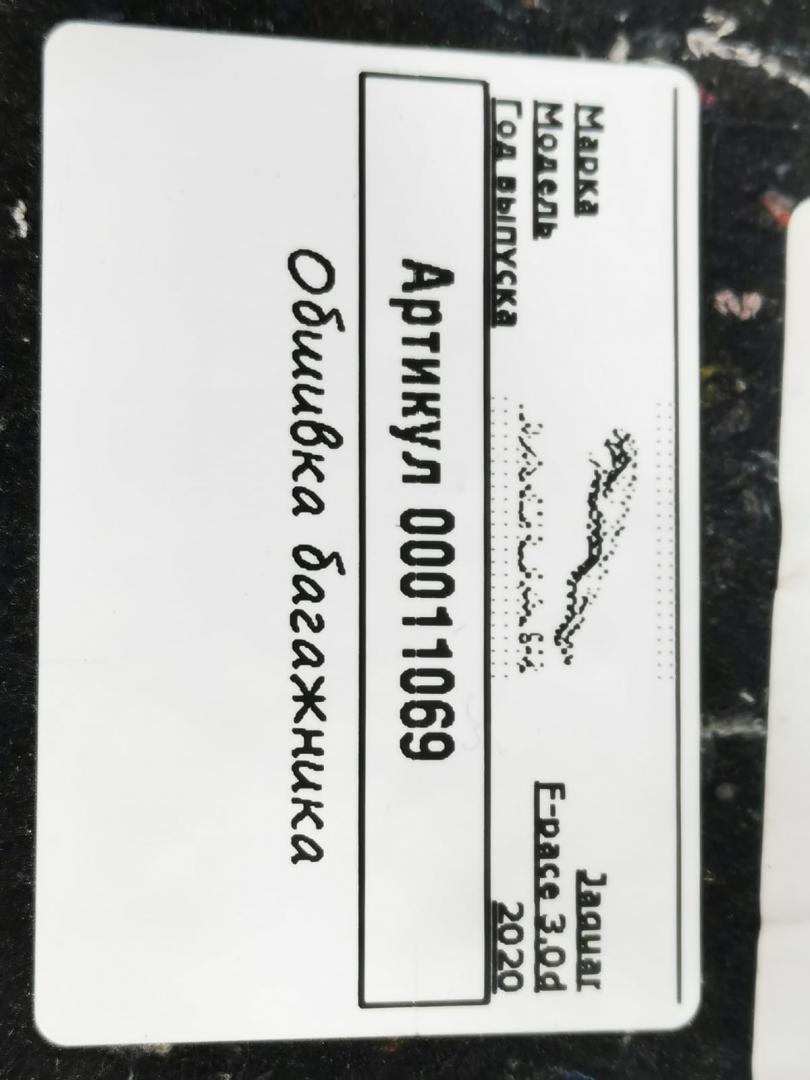 Марка Jaguar
Модель F-pace 3.0d
Год выпуска 2020
Артикул 00011069
Обшивка багажника